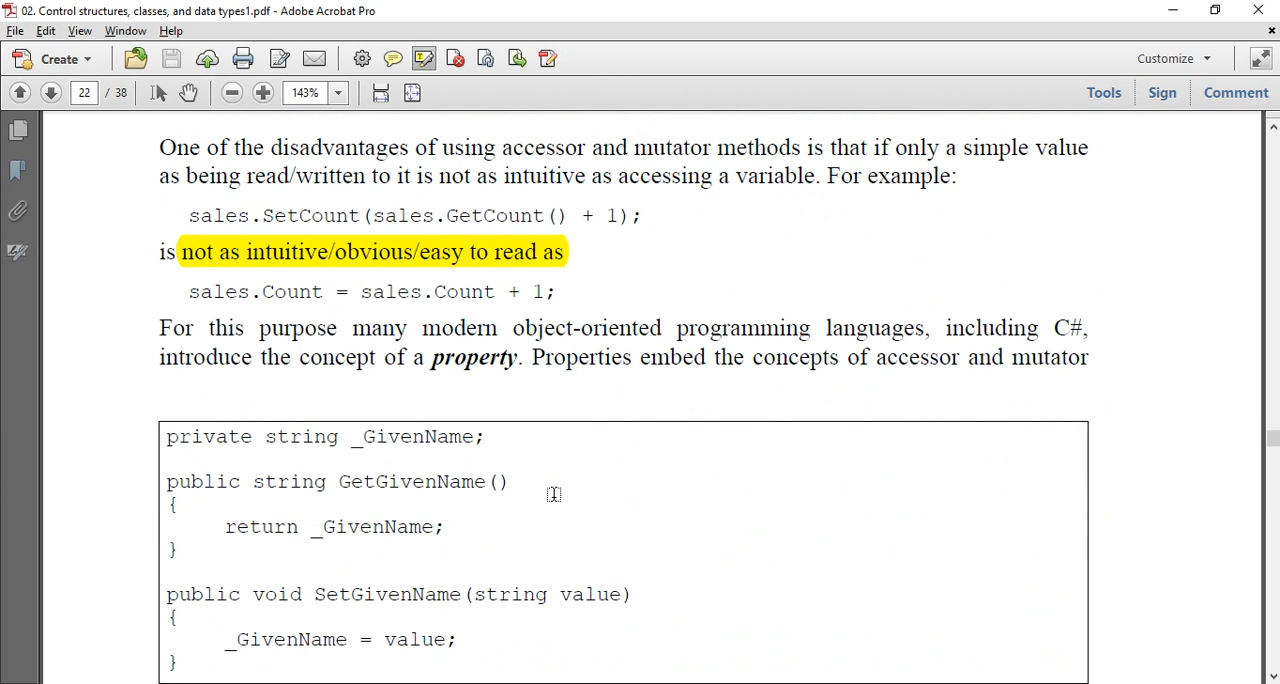 02. Control structures, classes, and data types1.pdf - Adobe Acrobat Pro
File Edit View Window Help
Create Customize
22 / 38 143% Tools Sign Comment
One of the disadvantages of using accessor and mutator methods is that if only a simple value
as being read/written to it is not as intuitive as accessing a variable. For example:
sales.SetCount(sales.GetCount() + 1);
is not as intuitive/obvious/easy to read as
sales.Count = sales.Count + 1;
For this purpose many modern object-oriented programming languages, including C#,
introduce the concept of a property. Properties embed the concepts of accessor and mutator
private string _GivenName;
public string GetGivenName()
{
return _GivenName;
}
public void SetGivenName(string value)
{
_GivenName = value;
}